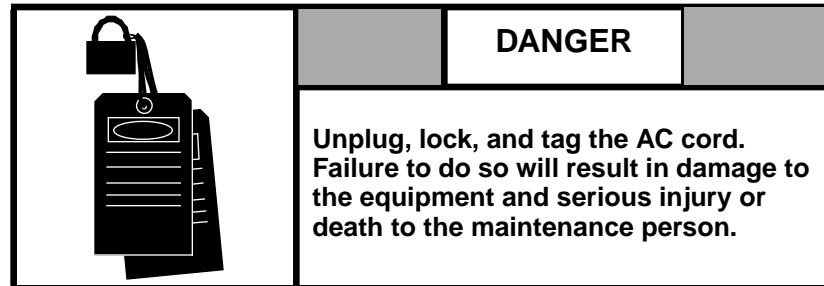 DANGER
Unplug, lock, and tag the AC cord.
Failure to do so will result in damage to
the equipment and serious injury or
death to the maintenance person.